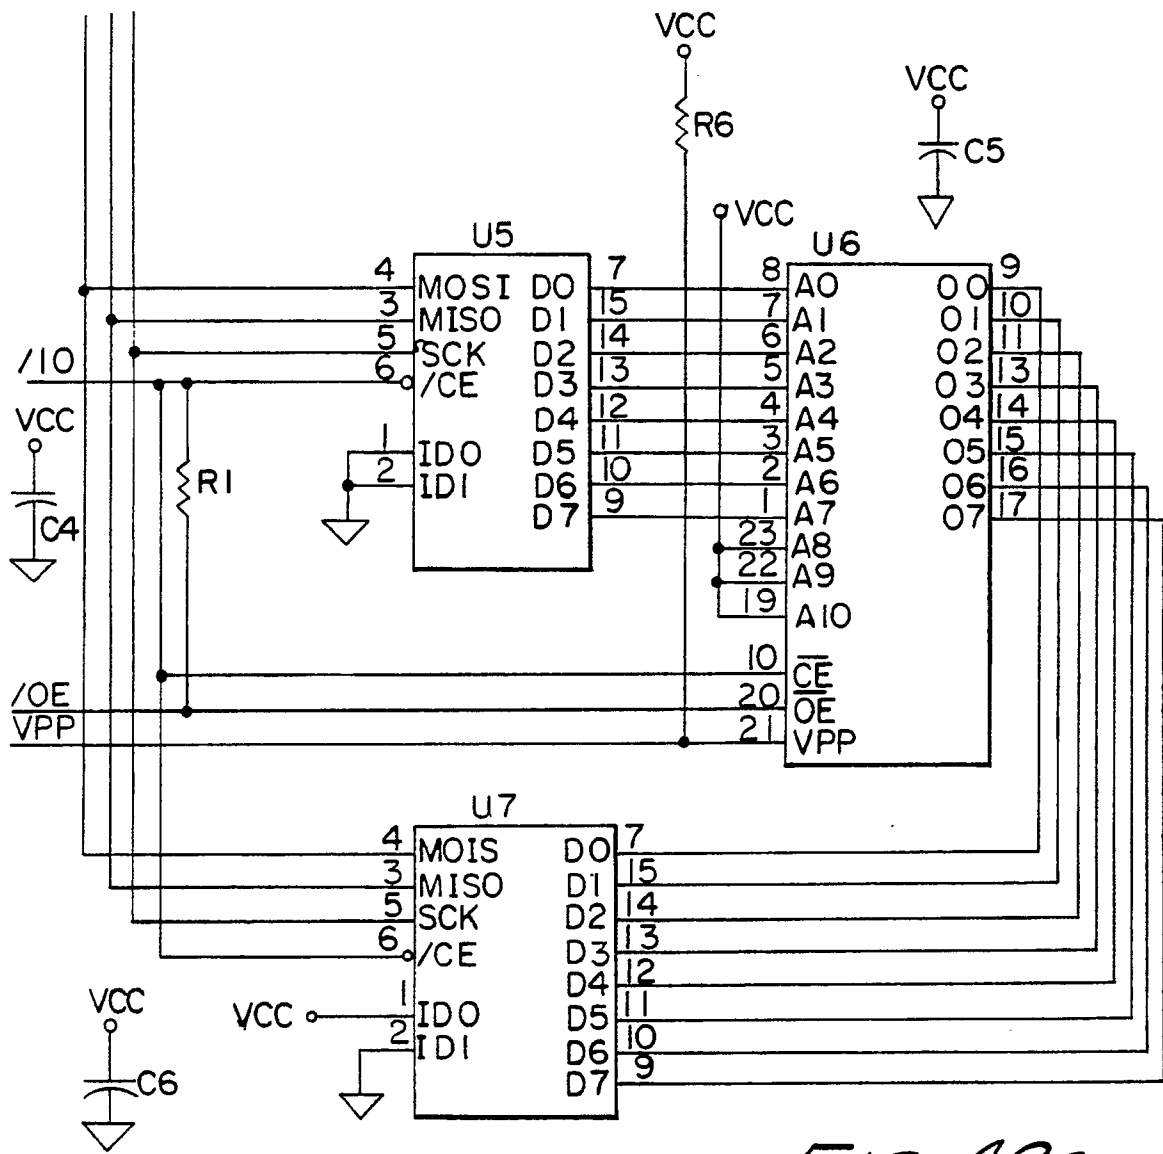 VCC
VCC
R6
C5
VCC
U5
U6
4 MOSI D0 7
3 MISO D1 15
5 SCK D2 14
6 /CE D3 13
D4 12
1 ID0 D5 11
2 ID1 D6 10
D7 9
8 A0 O0 9
7 A1 O1 10
6 A2 O2 11
5 A3 O3 13
4 A4 O4 14
3 A5 O5 15
2 A6 O6 16
1 A7 O7 17
23 A8
22 A9
19 A10
10 CE
20 OE
21 VPP
/IO
VCC
C4
R1
/OE
VPP
U7
4 MOIS D0 7
3 MISO D1 15
5 SCK D2 14
6 /CE D3 13
D4 12
1 ID0 D5 11
2 ID1 D6 10
D7 9
VCC
VCC
C6